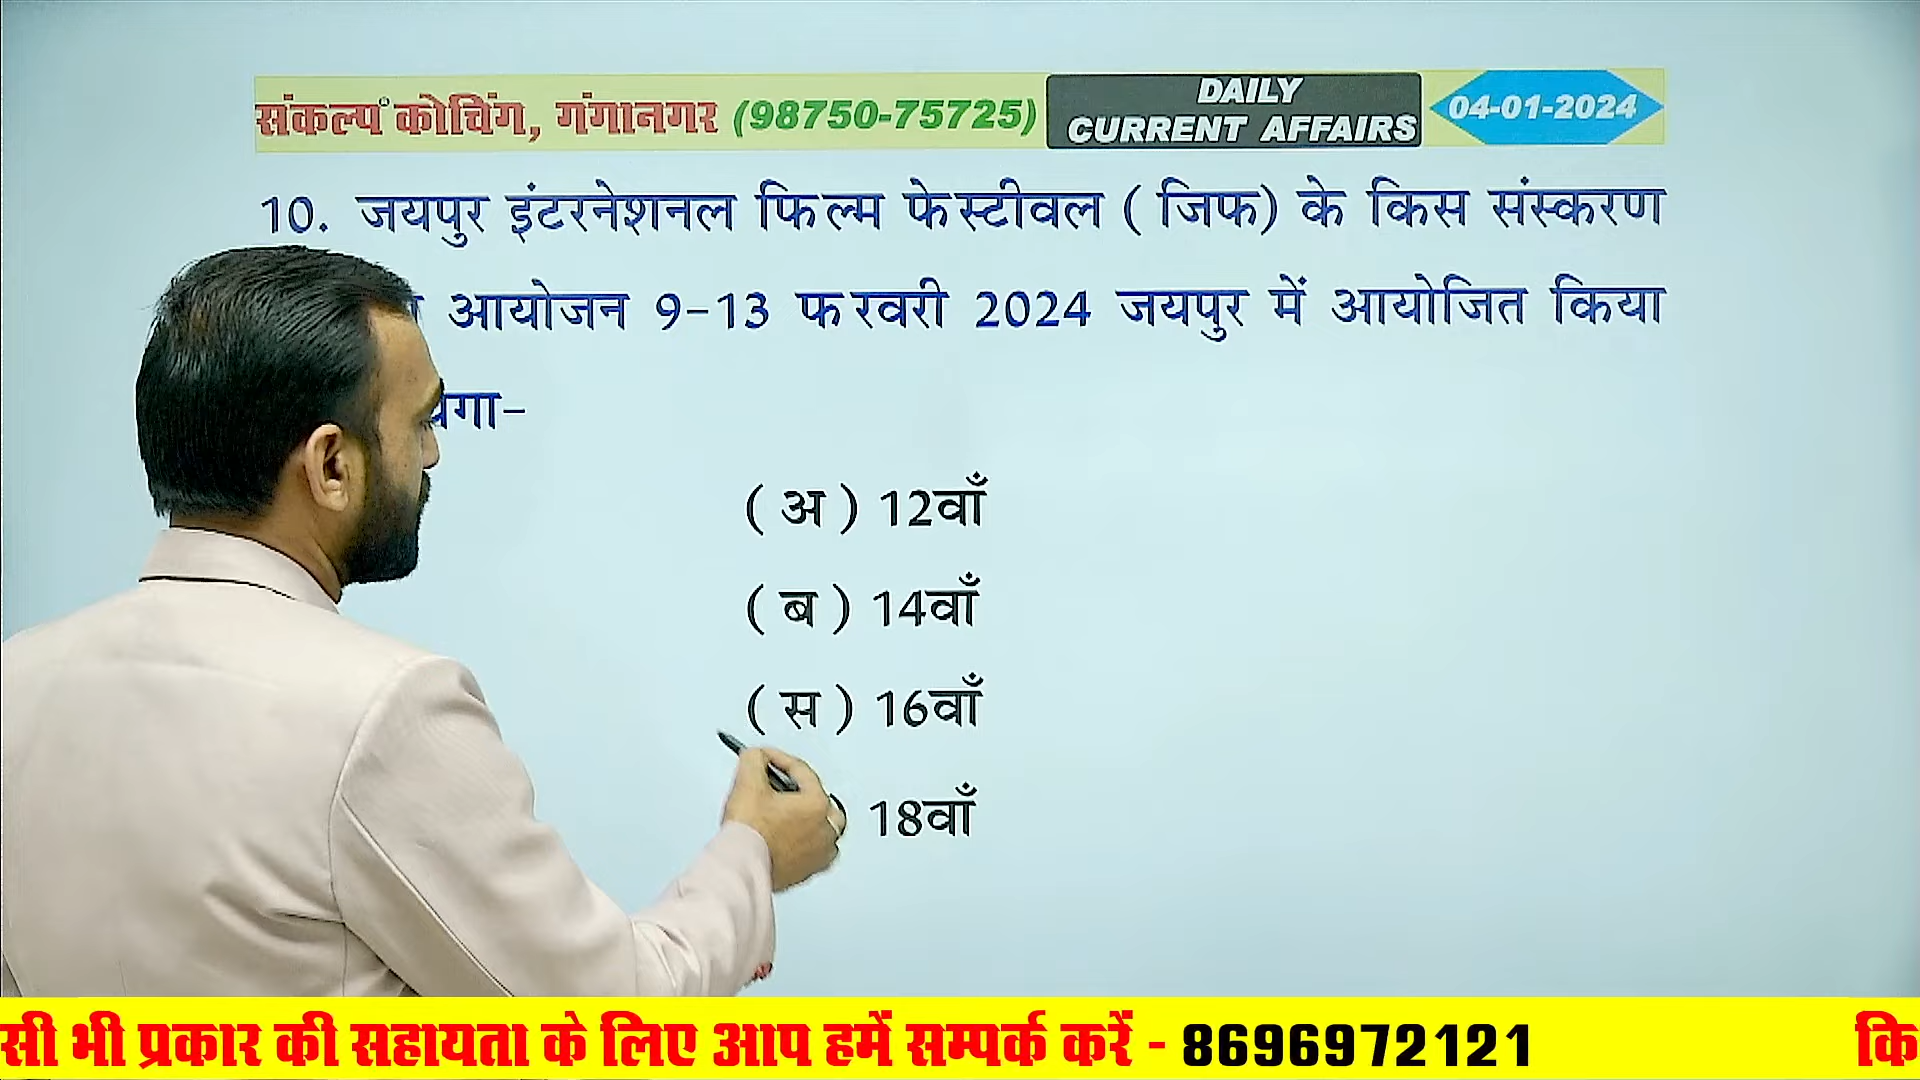 संकल्प कोचिंग, गंगानगर (98750-75725) DAILY CURRENT AFFAIRS 04-01-2024
10. जयपुर इंटरनेशनल फिल्म फेस्टीवल ( जिफ) के किस संस्करण
आयोजन 9-13 फरवरी 2024 जयपुर में आयोजित किया
( अ ) 12वाँ
( ब ) 14वाँ
( स ) 16वाँ
) 18वाँ
सी भी प्रकार की सहायता के लिए आप हमें सम्पर्क करें - 8696972121 कि